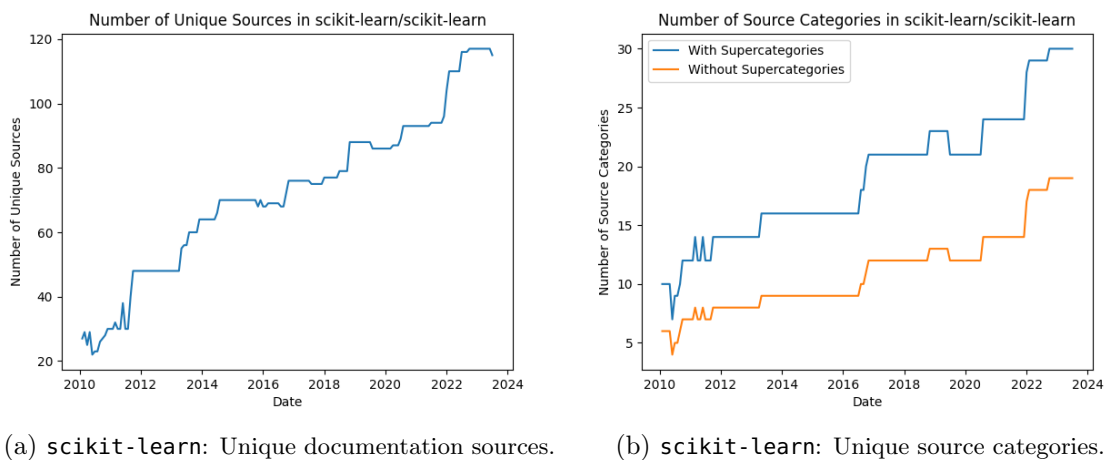 Number of Unique Sources in scikit-learn/scikit-learn
120
100
80
60
40
20
Number of Unique Sources
2010 2012 2014 2016 2018 2020 2022 2024
Date
Number of Source Categories in scikit-learn/scikit-learn
With Supercategories
Without Supercategories
30
25
20
15
10
5
Number of Source Categories
2010 2012 2014 2016 2018 2020 2022 2024
Date
(a) scikit-learn: Unique documentation sources.
(b) scikit-learn: Unique source categories.